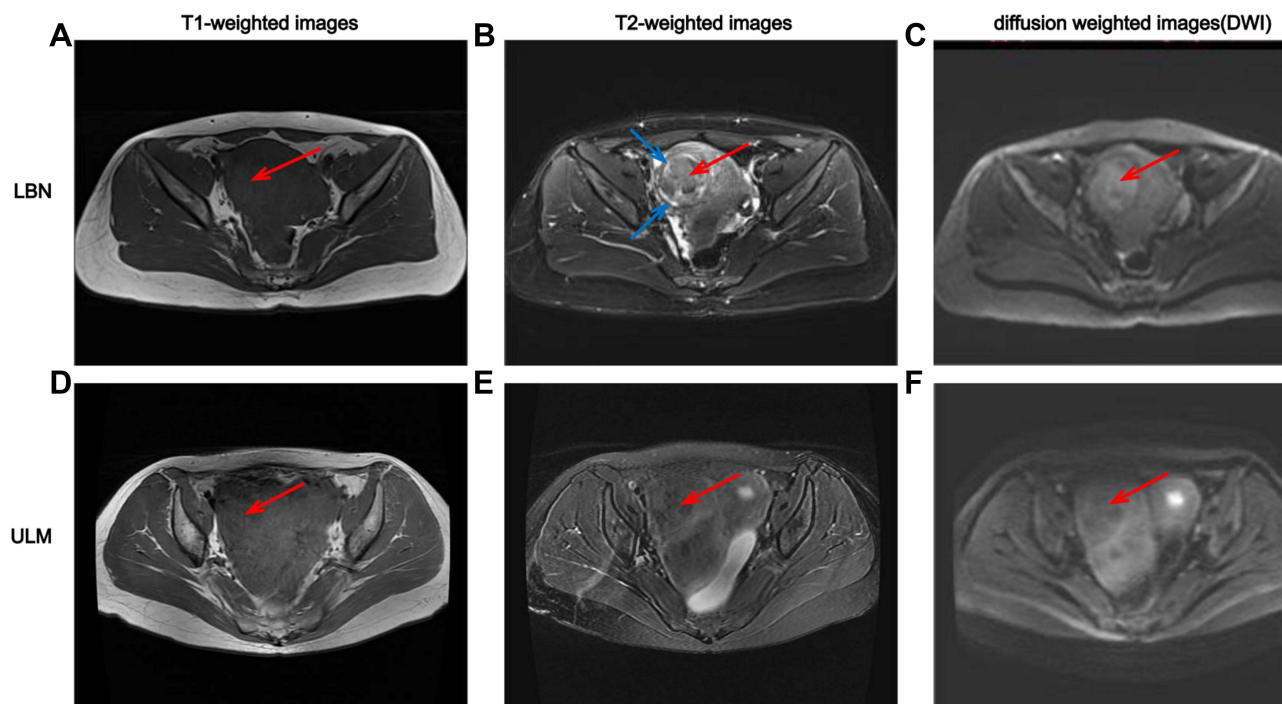 T1-weighted images
T2-weighted images
diffusion weighted images(DWI)
A
B
C
LBN
D
E
F
ULM